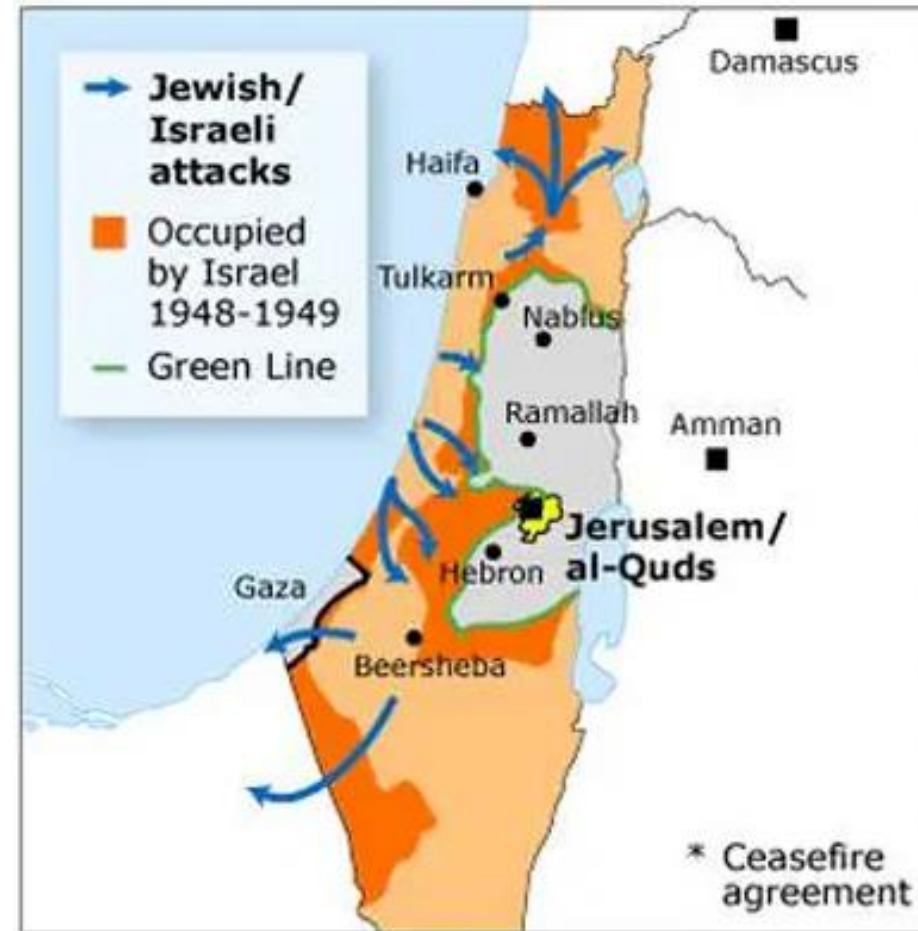 Jewish/
Israeli
attacks
Occupied
by Israel
1948-1949
Green Line
Damascus
Haifa
Tulkarm
Nablus
Ramallah
Amman
Jerusalem/
al-Quds
Hebron
Gaza
Beersheba
* Ceasefire
agreement